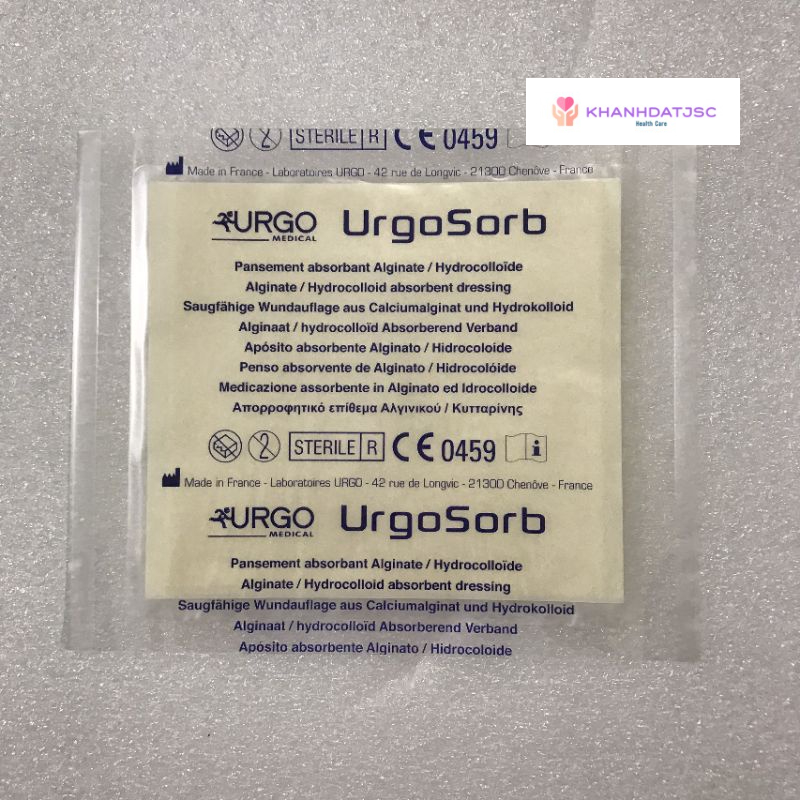 KHANHDATJSC
Health Care
STERILE R CE 0459
Made in France - Laboratoires URGO - 42 rue de Longvic - 21300 Chenôve - France
URGO MEDICAL UrgoSorb
Pansement absorbant Alginate / Hydrocolloïde
Alginate / Hydrocolloid absorbent dressing
Saugfähige Wundauflage aus Calciumalginat und Hydrokolloid
Alginaat / hydrocolloïd Absorberend Verband
Apósito absorbente Alginato / Hidrocoloide
Penso absorvente de Alginato / Hidrocolóide
Medicazione assorbente in Alginato ed Idrocolloide
Απορροφητικό επίθεμα Αλγινικού / Κυτταρίνης
2 STERILE R CE 0459 i
Made in France - Laboratoires URGO - 42 rue de Longvic - 21300 Chenôve - France
URGO MEDICAL UrgoSorb
Pansement absorbant Alginate / Hydrocolloïde
Alginate / Hydrocolloid absorbent dressing
Saugfähige Wundauflage aus Calciumalginat und Hydrokolloid
Alginaat / hydrocolloïd Absorberend Verband
Apósito absorbente Alginato / Hidrocoloide